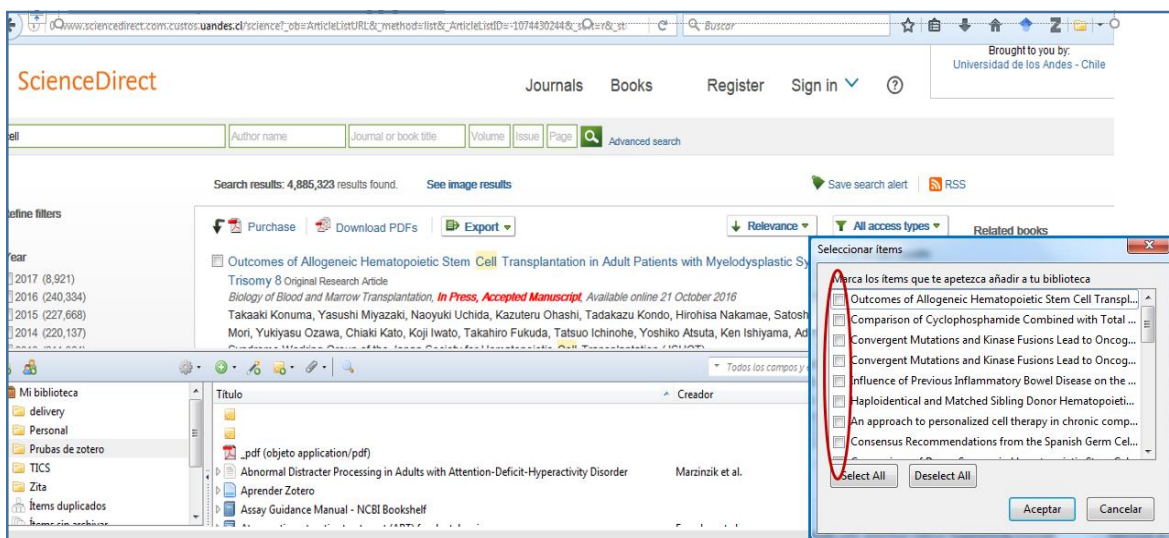 www.sciencedirect.com.custos.uandes.cl/science?_ob=ArticleListURL&_method=list&_ArticleListID=-1074430244&_s
Buscar
Brought to you by:
Universidad de los Andes - Chile
ScienceDirect
Journals Books Register Sign in
ell Author name Journal or book title Volume Issue Page Advanced search
Search results: 4,885,323 results found. See image results Save search alert RSS
efine filters
Purchase Download PDFs Export Relevance All access types Related books
ear
2017 (8,921)
2016 (240,334)
2015 (227,668)
2014 (220,137)
Outcomes of Allogeneic Hematopoietic Stem Cell Transplantation in Adult Patients with Myelodysplastic Sy
Trisomy 8 Original Research Article
Biology of Blood and Marrow Transplantation, In Press, Accepted Manuscript, Available online 21 October 2016
Takaaki Konuma, Yasushi Miyazaki, Naoyuki Uchida, Kazuteru Ohashi, Tadakazu Kondo, Hirohisa Nakamae, Satosh
Mori, Yukiyasu Ozawa, Chiaki Kato, Koji Iwato, Takahiro Fukuda, Tatsuo Ichinohe, Yoshiko Atsuta, Ken Ishiyama, Ad
Seleccionar ítems
Marca los ítems que te apetezca añadir a tu biblioteca
Outcomes of Allogeneic Hematopoietic Stem Cell Transpl...
Comparison of Cyclophosphamide Combined with Total ...
Convergent Mutations and Kinase Fusions Lead to Oncog...
Convergent Mutations and Kinase Fusions Lead to Oncog...
Influence of Previous Inflammatory Bowel Disease on the ...
Haploidentical and Matched Sibling Donor Hematopoieti...
An approach to personalized cell therapy in chronic comp...
Consensus Recommendations from the Spanish Germ Cel...
Select All Deselect All
Aceptar Cancelar
Todos los campos y
Mi biblioteca
delivery
Personal
Prubas de zotero
TICS
Zita
Ítems duplicados
Ítems sin archivar
Título Creador
_pdf (objeto application/pdf)
Abnormal Distracter Processing in Adults with Attention-Deficit-Hyperactivity Disorder Marzinzik et al.
Aprender Zotero
Assay Guidance Manual - NCBI Bookshelf